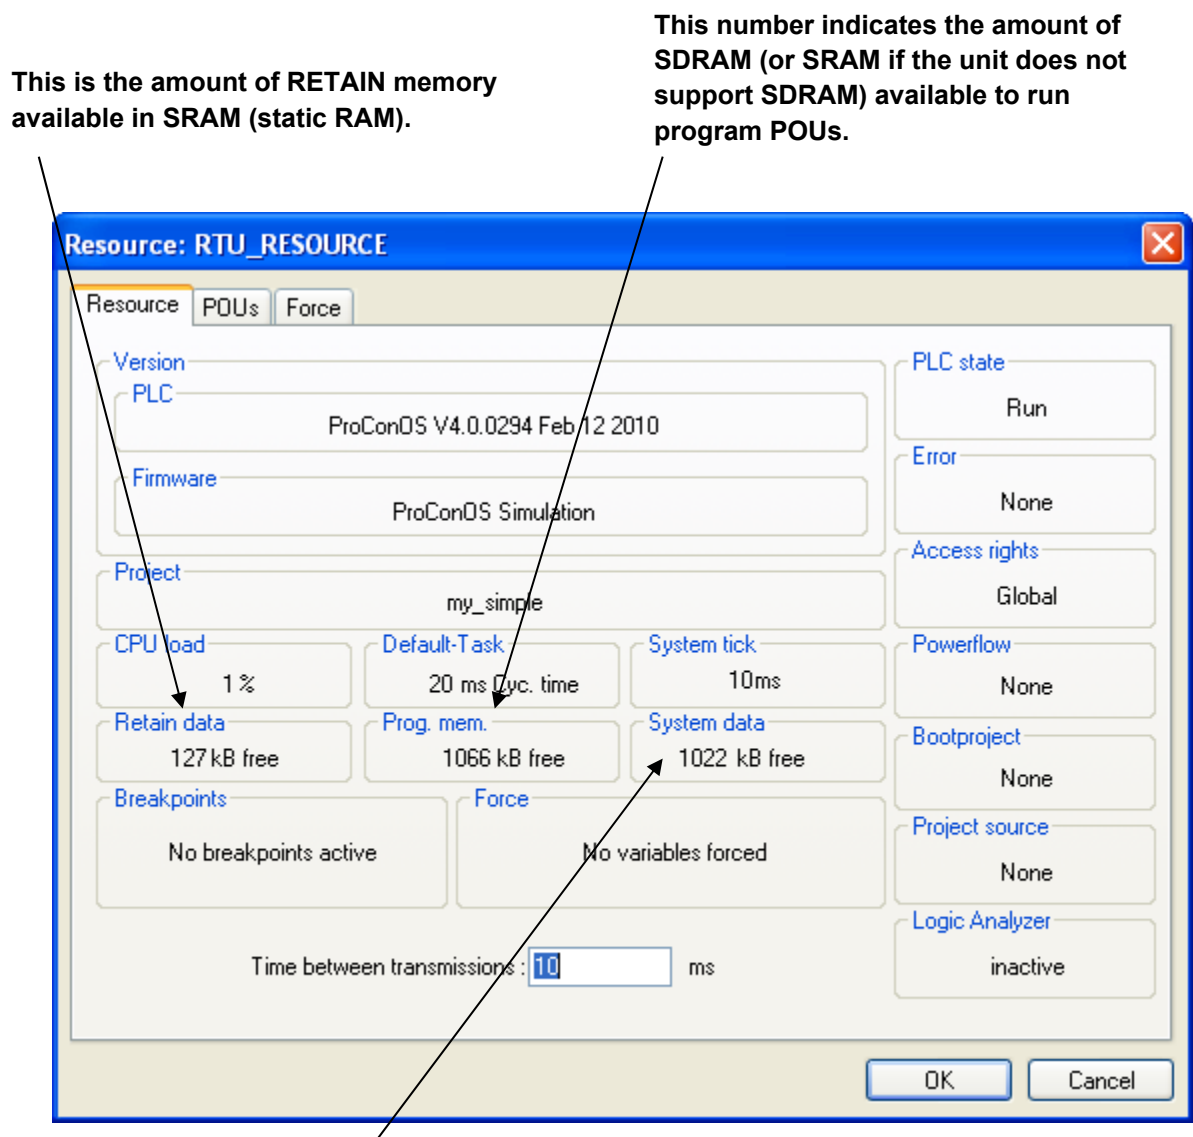 This number indicates the amount of
SDRAM (or SRAM if the unit does not
support SDRAM) available to run
program POUs.
This is the amount of RETAIN memory
available in SRAM (static RAM).
Resource: RTU_RESOURCE
Resource POUs Force
Version
PLC
ProConOS V4.0.0294 Feb 12 2010
Firmware
ProConOS Simulation
PLC state
Run
Error
None
Project
my_simple
Access rights
Global
CPU load
1 %
Default-Task
20 ms Cyc. time
System tick
10ms
Powerflow
None
Retain data
127 kB free
Prog. mem.
1066 kB free
System data
1022 kB free
Bootproject
None
Breakpoints
No breakpoints active
Force
No variables forced
Project source
None
Time between transmissions : 10 ms
Logic Analyzer
inactive
OK Cancel